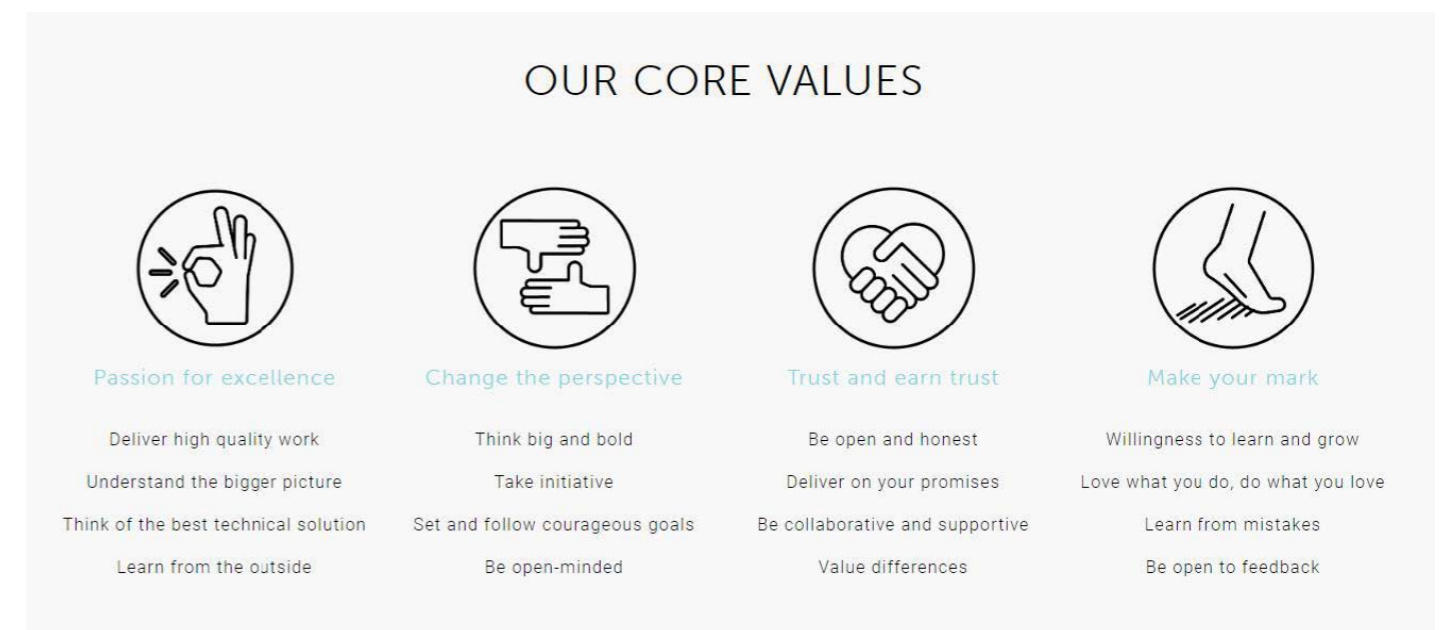 OUR CORE VALUES
Passion for excellence
Deliver high quality work
Understand the bigger picture
Think of the best technical solution
Learn from the outside
Change the perspective
Think big and bold
Take initiative
Set and follow courageous goals
Be open-minded
Trust and earn trust
Be open and honest
Deliver on your promises
Be collaborative and supportive
Value differences
Make your mark
Willingness to learn and grow
Love what you do, do what you love
Learn from mistakes
Be open to feedback